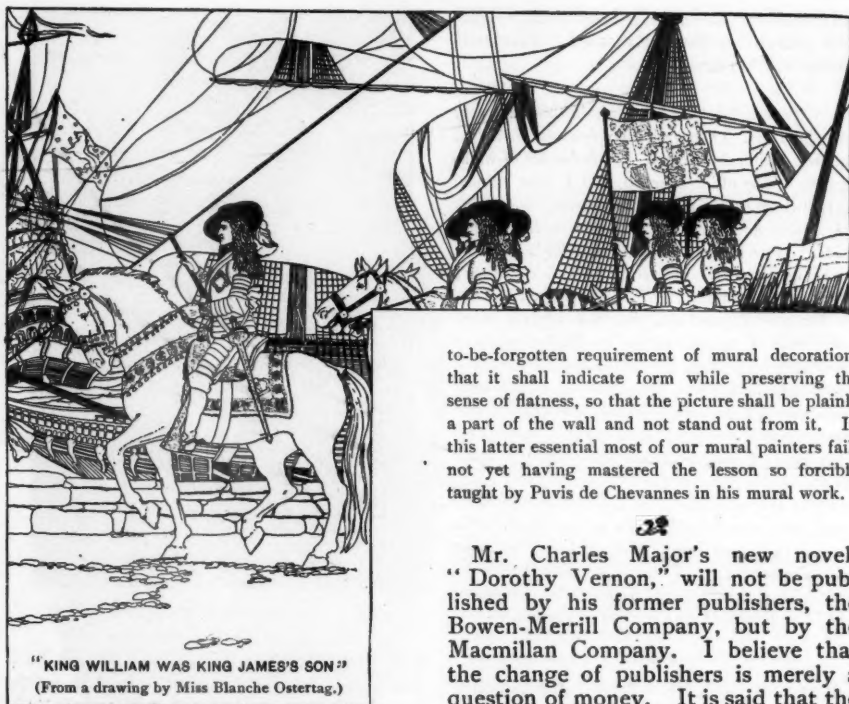 to-be-forgotten requirement of mural decoration
that it shall indicate form while preserving th
sense of flatness, so that the picture shall be plainl
a part of the wall and not stand out from it. I
this latter essential most of our mural painters fail
not yet having mastered the lesson so forcibl
taught by Puvis de Chevannes in his mural work.
Mr. Charles Major's new novel
"Dorothy Vernon," will not be pub
lished by his former publishers, the
Bowen-Merrill Company, but by the
Macmillan Company. I believe that
the change of publishers is merely a
question of money. It is said that the
"KING WILLIAM WAS KING JAMES'S SON"
(From a drawing by Miss Blanche Ostertag.)